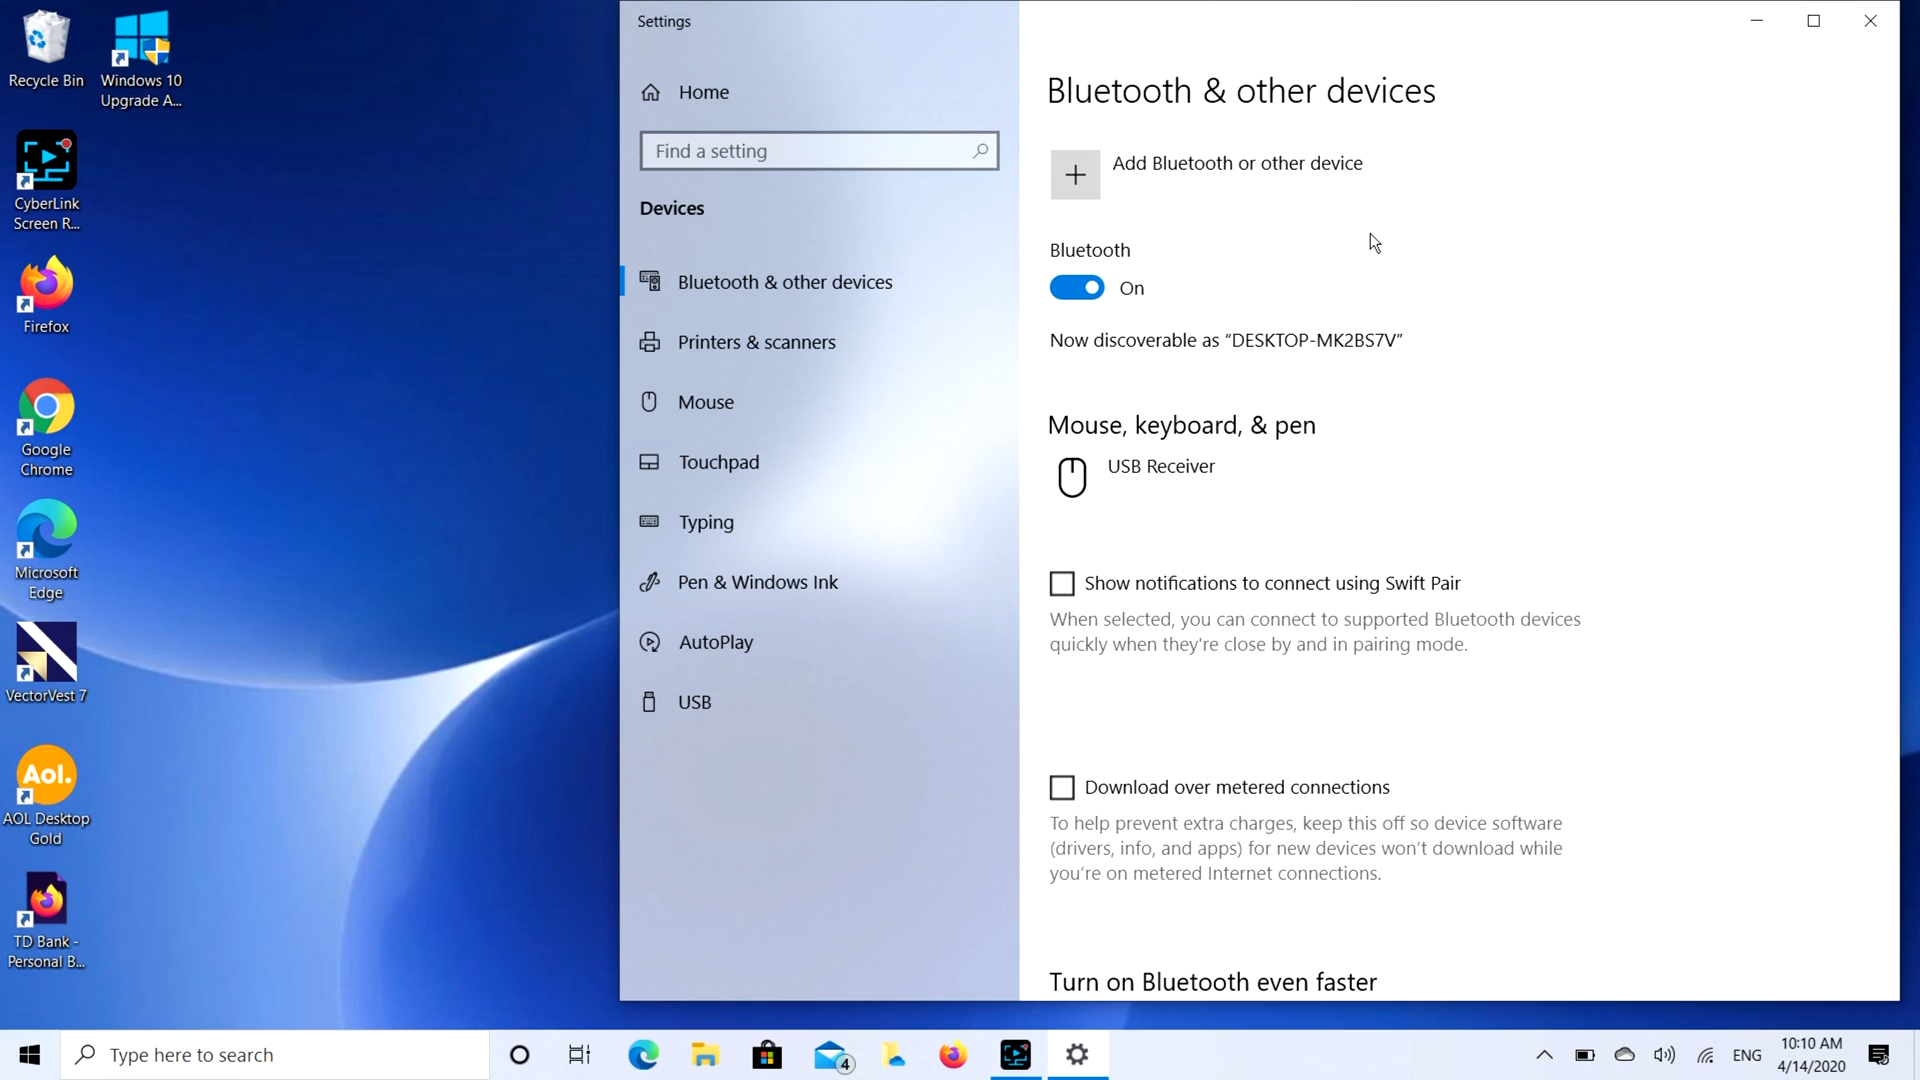 Recycle Bin
Windows 10
Upgrade A...
CyberLink
Screen R...
Firefox
Google
Chrome
Microsoft
Edge
VectorVest 7
Aol.
AOL Desktop
Gold
TD Bank -
Personal B...
Settings
Home
Find a setting
Devices
Bluetooth & other devices
Printers & scanners
Mouse
Touchpad
Typing
Pen & Windows Ink
AutoPlay
USB
Bluetooth & other devices
Add Bluetooth or other device
Bluetooth
On
Now discoverable as “DESKTOP-MK2BS7V”
Mouse, keyboard, & pen
USB Receiver
Show notifications to connect using Swift Pair
When selected, you can connect to supported Bluetooth devices
quickly when they're close by and in pairing mode.
Download over metered connections
To help prevent extra charges, keep this off so device software
(drivers, info, and apps) for new devices won’t download while
you’re on metered Internet connections.
Turn on Bluetooth even faster
Type here to search
4
ENG
10:10 AM
4/14/2020